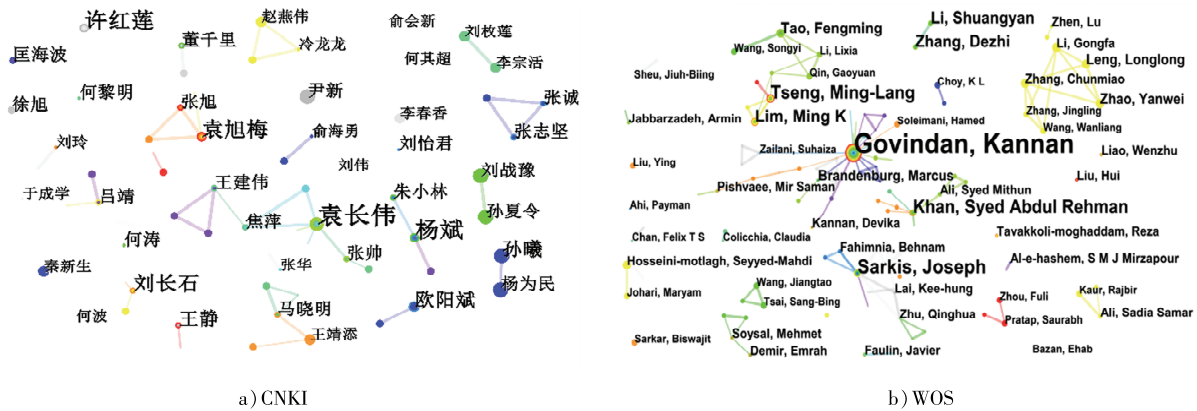 许红莲
赵燕伟
俞会新
刘枚莲
董千里
冷龙龙
何其超
李宗活
匡海波
何黎明
张旭
尹新
李春香
张诚
徐旭
袁旭梅
俞海勇
刘怡君
张志坚
刘玲
刘伟
刘战豫
于成学
吕靖
王建伟
朱小林
焦萍
袁长伟
杨斌
孙夏令
何涛
张帅
孙曦
秦新生
张华
杨为民
刘长石
欧阳斌
何波
王静
马晓明
王靖添
a) CNKI
Tao, Fengming
Li, Shuangyan
Zhen, Lu
Wang, Songyi
Li, Lixia
Zhang, Dezhi
Li, Gongfa
Leng, Longlong
Sheu, Jiuh-Biing
Qin, Gaoyuan
Choy, K L
Zhang, Chunmiao
Tseng, Ming-Lang
Zhao, Yanwei
Jabbarzadeh, Armin
Lim, Ming K
Soleimani, Hamed
Zhang, Jingling
Wang, Wanliang
Zailani, Suhaiza
Govindan, Kannan
Liao, Wenzhu
Liu, Ying
Brandenburg, Marcus
Liu, Hui
Pishvaee, Mir Saman
Ali, Syed Mithun
Ahi, Payman
Khan, Syed Abdul Rehman
Kannan, Devika
Chan, Felix T S
Colicchia, Claudia
Tavakkoli-moghaddam, Reza
Hosseini-motlagh, Seyyed-Mahdi
Fahimnia, Behnam
Al-e-hashem, S M J Mirzapour
Sarkis, Joseph
Johari, Maryam
Wang, Jiangtao
Lai, Kee-hung
Tsai, Sang-Bing
Zhou, Fuli
Kaur, Rajbir
Zhu, Qinghua
Pratap, Saurabh
Ali, Sadia Samar
Sarkar, Biswajit
Soysal, Mehmet
Demir, Emrah
Faulin, Javier
Bazan, Ehab
b) WOS